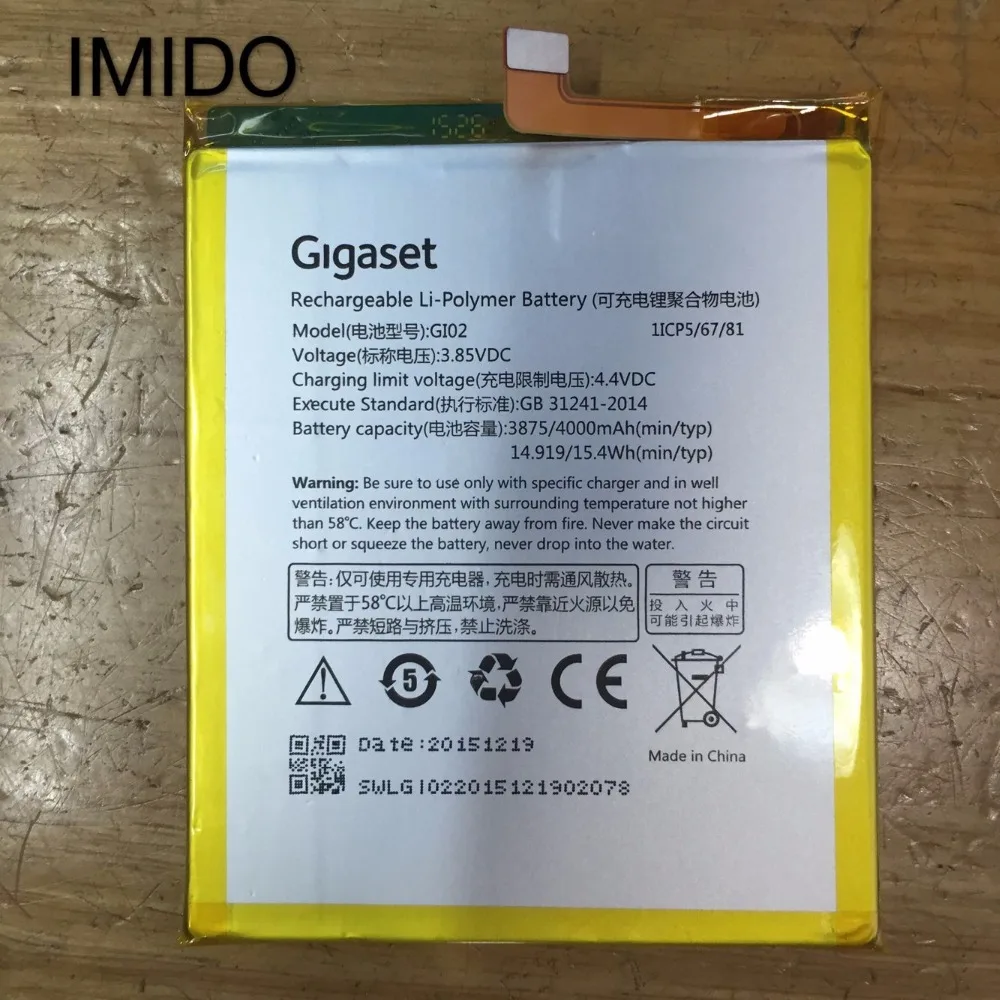 IMIDO
1528
Gigaset
Rechargeable Li-Polymer Battery (可充电锂聚合物电池)
Model(电池型号):GI02 1ICP5/67/81
Voltage(标称电压):3.85VDC
Charging limit voltage(充电限制电压):4.4VDC
Execute Standard(执行标准):GB 31241-2014
Battery capacity(电池容量):3875/4000mAh(min/typ)
14.919/15.4Wh(min/typ)
Warning: Be sure to use only with specific charger and in well
ventilation environment with surrounding temperature not higher
than 58℃. Keep the battery away from fire. Never make the circuit
short or squeeze the battery, never drop into the water.
警告:仅可使用专用充电器,充电时需通风散热。
严禁置于58℃以上高温环境,严禁靠近火源以免
爆炸。严禁短路与挤压,禁止洗涤。
警告
投入火中
可能引起爆炸
5
CE
Made in China
Date:20151219
SWLGI022015121902078